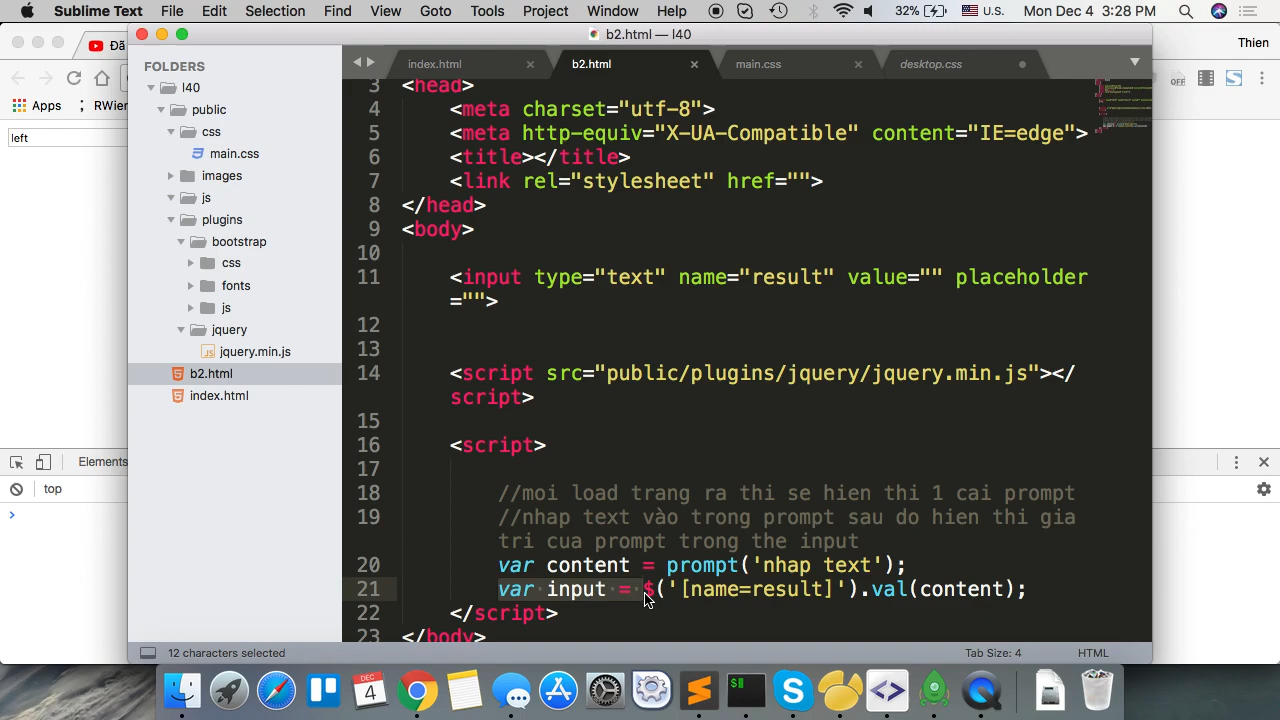 Sublime Text File Edit Selection Find View Goto Tools Project Window Help 32% U.S. Mon Dec 4 3:28 PM
b2.html — l40
Đã
Thien
FOLDERS
index.html
b2.html
main.css
desktop.css
l40
public
css
main.css
images
js
plugins
bootstrap
css
fonts
js
jquery
jquery.min.js
b2.html
index.html
Apps
RWier
OFF
left
Elements
top
3 <head>
4 <meta charset="utf-8">
5 <meta http-equiv="X-UA-Compatible" content="IE=edge">
6 <title></title>
7 <link rel="stylesheet" href="">
8 </head>
9 <body>
10
11 <input type="text" name="result" value="" placeholder
="">
12
13
14 <script src="public/plugins/jquery/jquery.min.js"></
script>
15
16 <script>
17
18 //moi load trang ra thi se hien thi 1 cai prompt
19 //nhap text vào trong prompt sau do hien thi gia
tri cua prompt trong the input
20 var content = prompt('nhap text');
21 var input = $('[name=result]').val(content);
22 </script>
23 </body>
12 characters selected
Tab Size: 4
HTML
DEC
4